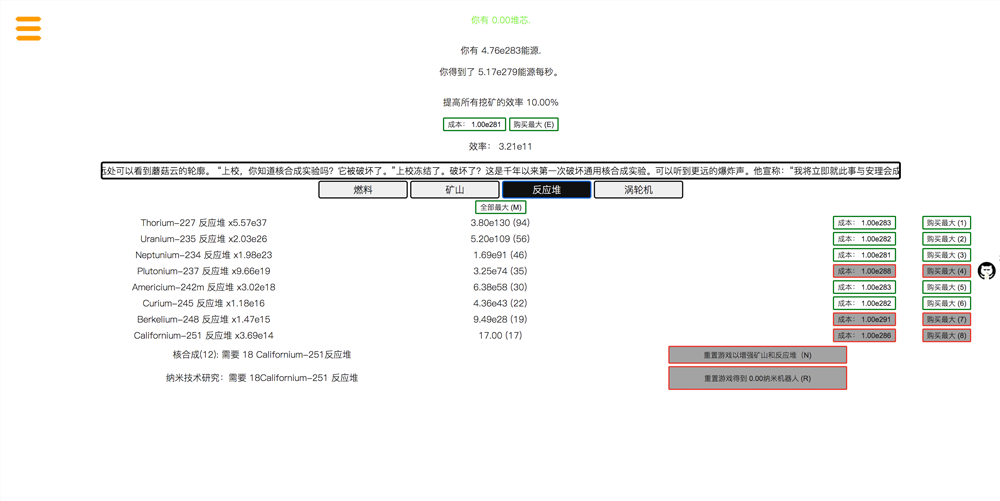 你有 0.00堆芯.
你有 4.76e283能源.
你得到了 5.17e279能源每秒。
提高所有挖矿的效率 10.00%
成本： 1.00e281 购买最大 (E)
效率： 3.21e11
处可以看到蘑菇云的轮廓。 “上校，你知道核合成实验吗？它被破坏了。”上校冻结了。破坏了？这是千年以来第一次破坏通用核合成实验。可以听到更远的爆炸声。他宣称：“我将立即就此事与安理会成
燃料 矿山 反应堆 涡轮机
全部最大 (M)
Thorium-227 反应堆 x5.57e37 3.80e130 (94) 成本： 1.00e283 购买最大 (1)
Uranium-235 反应堆 x2.03e26 5.20e109 (56) 成本： 1.00e282 购买最大 (2)
Neptunium-234 反应堆 x1.98e23 1.69e91 (46) 成本： 1.00e281 购买最大 (3)
Plutonium-237 反应堆 x9.66e19 3.25e74 (35) 成本： 1.00e288 购买最大 (4)
Americium-242m 反应堆 x3.02e18 6.38e58 (30) 成本： 1.00e283 购买最大 (5)
Curium-245 反应堆 x1.18e16 4.36e43 (22) 成本： 1.00e282 购买最大 (6)
Berkelium-248 反应堆 x1.47e15 9.49e28 (19) 成本： 1.00e291 购买最大 (7)
Californium-251 反应堆 x3.69e14 17.00 (17) 成本： 1.00e286 购买最大 (8)
核合成(12): 需要 18 Californium-251反应堆 重置游戏以增强矿山和反应堆（N)
纳米技术研究：需要 18Californium-251 反应堆 重置游戏得到 0.00纳米机器人 (R)